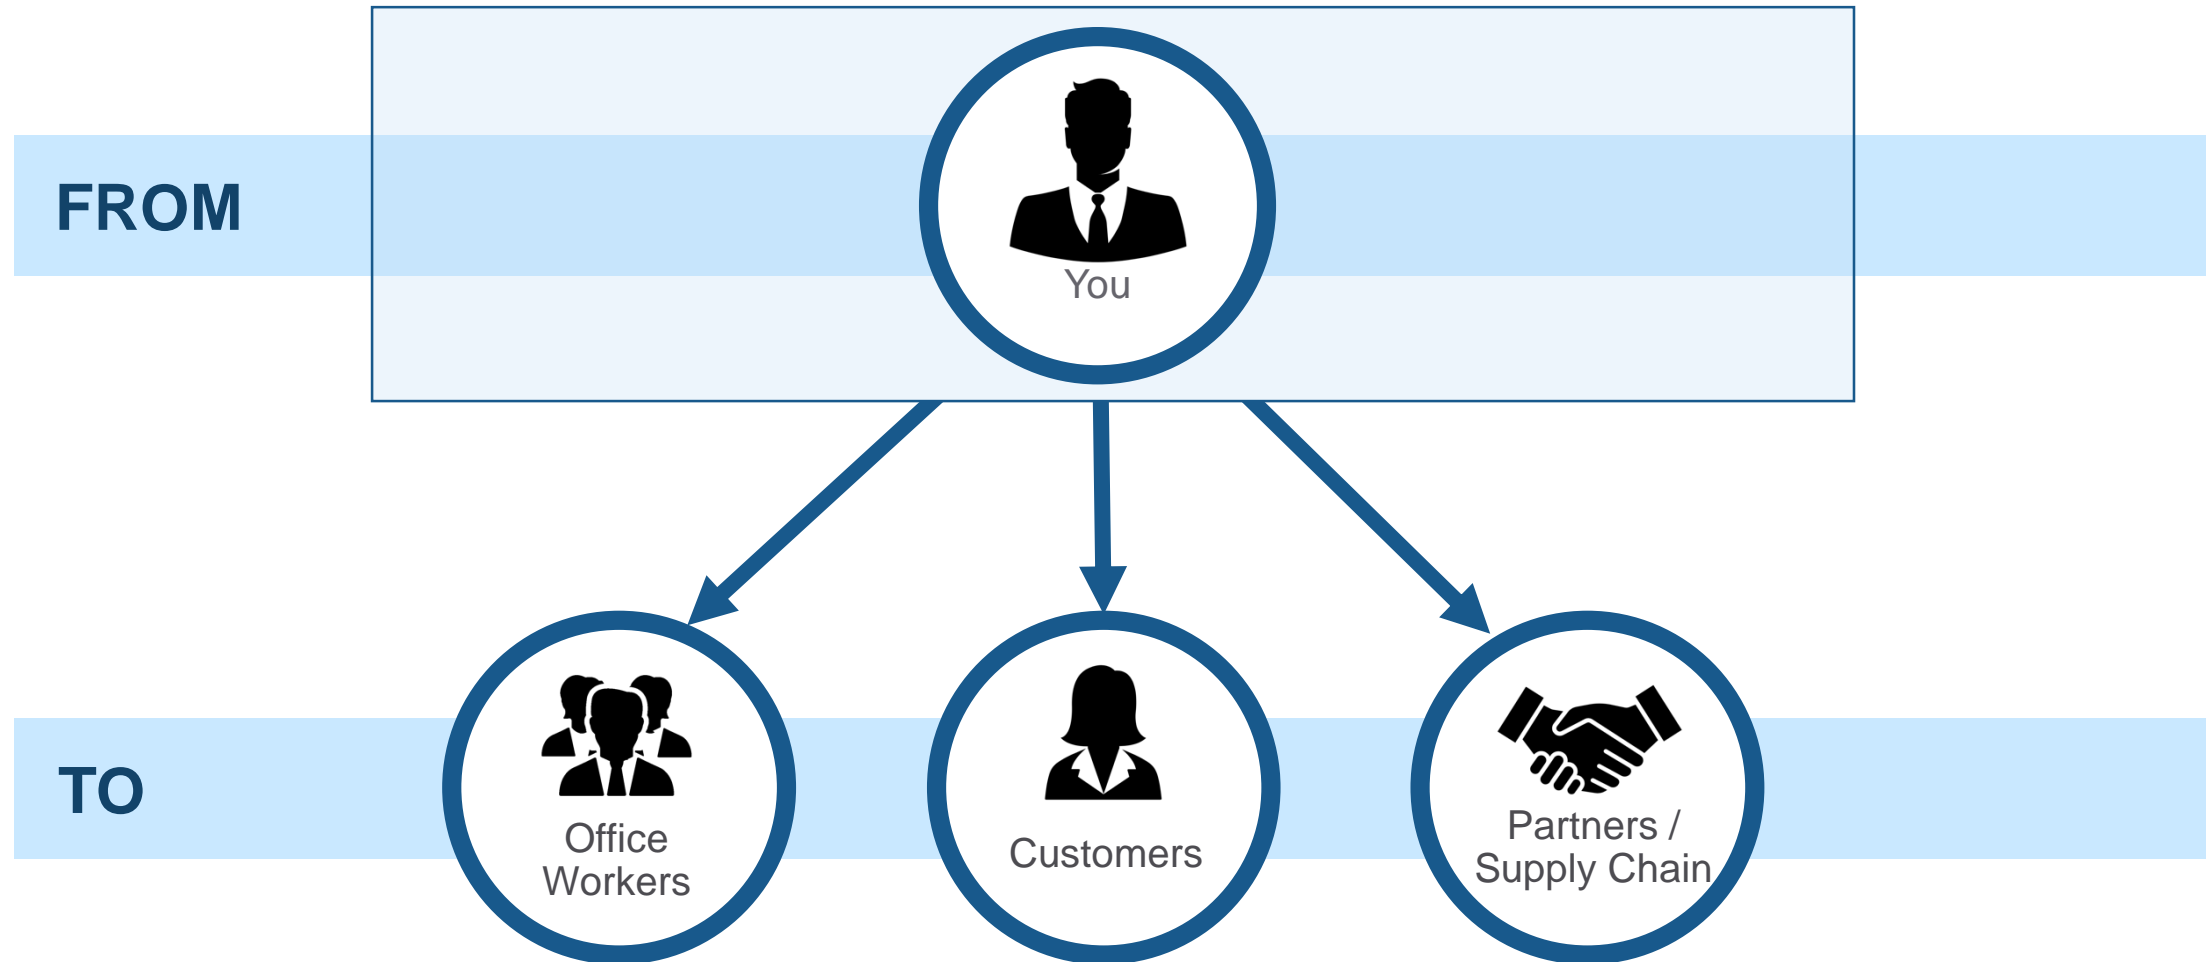 FROM
You
TO
Office
Workers
Customers
Partners /
Supply Chain